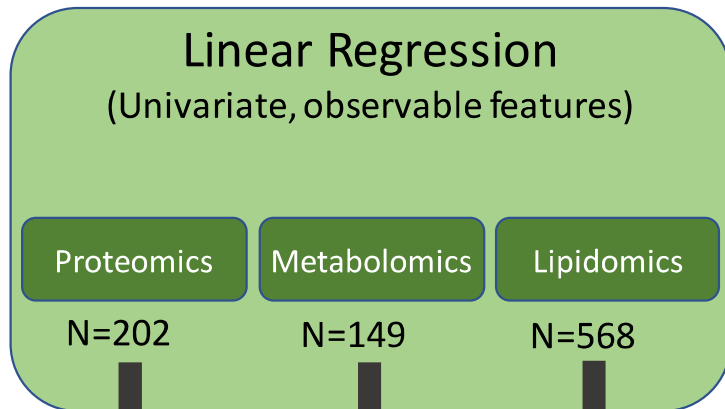 Linear Regression
(Univariate, observable features)
Proteomics Metabolomics Lipidomics
N=202 N=149 N=568